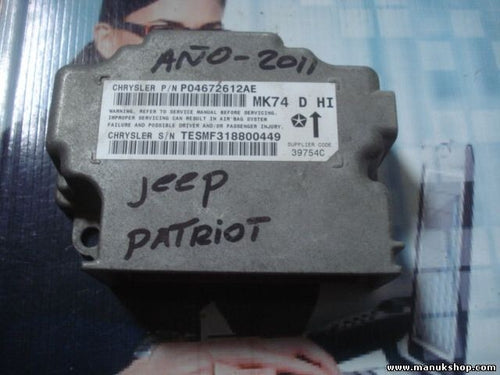 AÑO-2011
CHRYSLER P/N P04672612AE
MK74 D HI
WARNING, REFER TO SERVICE MANUAL BEFORE SERVICING.
IMPROPER SERVICING CAN RESULT IN AIR BAG SYSTEM
FAILURE AND POSSIBLE DRIVER AND/OR PASSENGER INJURY.
CHRYSLER S/N TESMF318800449
SUPPLIER CODE
39754C
JEEP
PATRIOT
www.manukshop.com